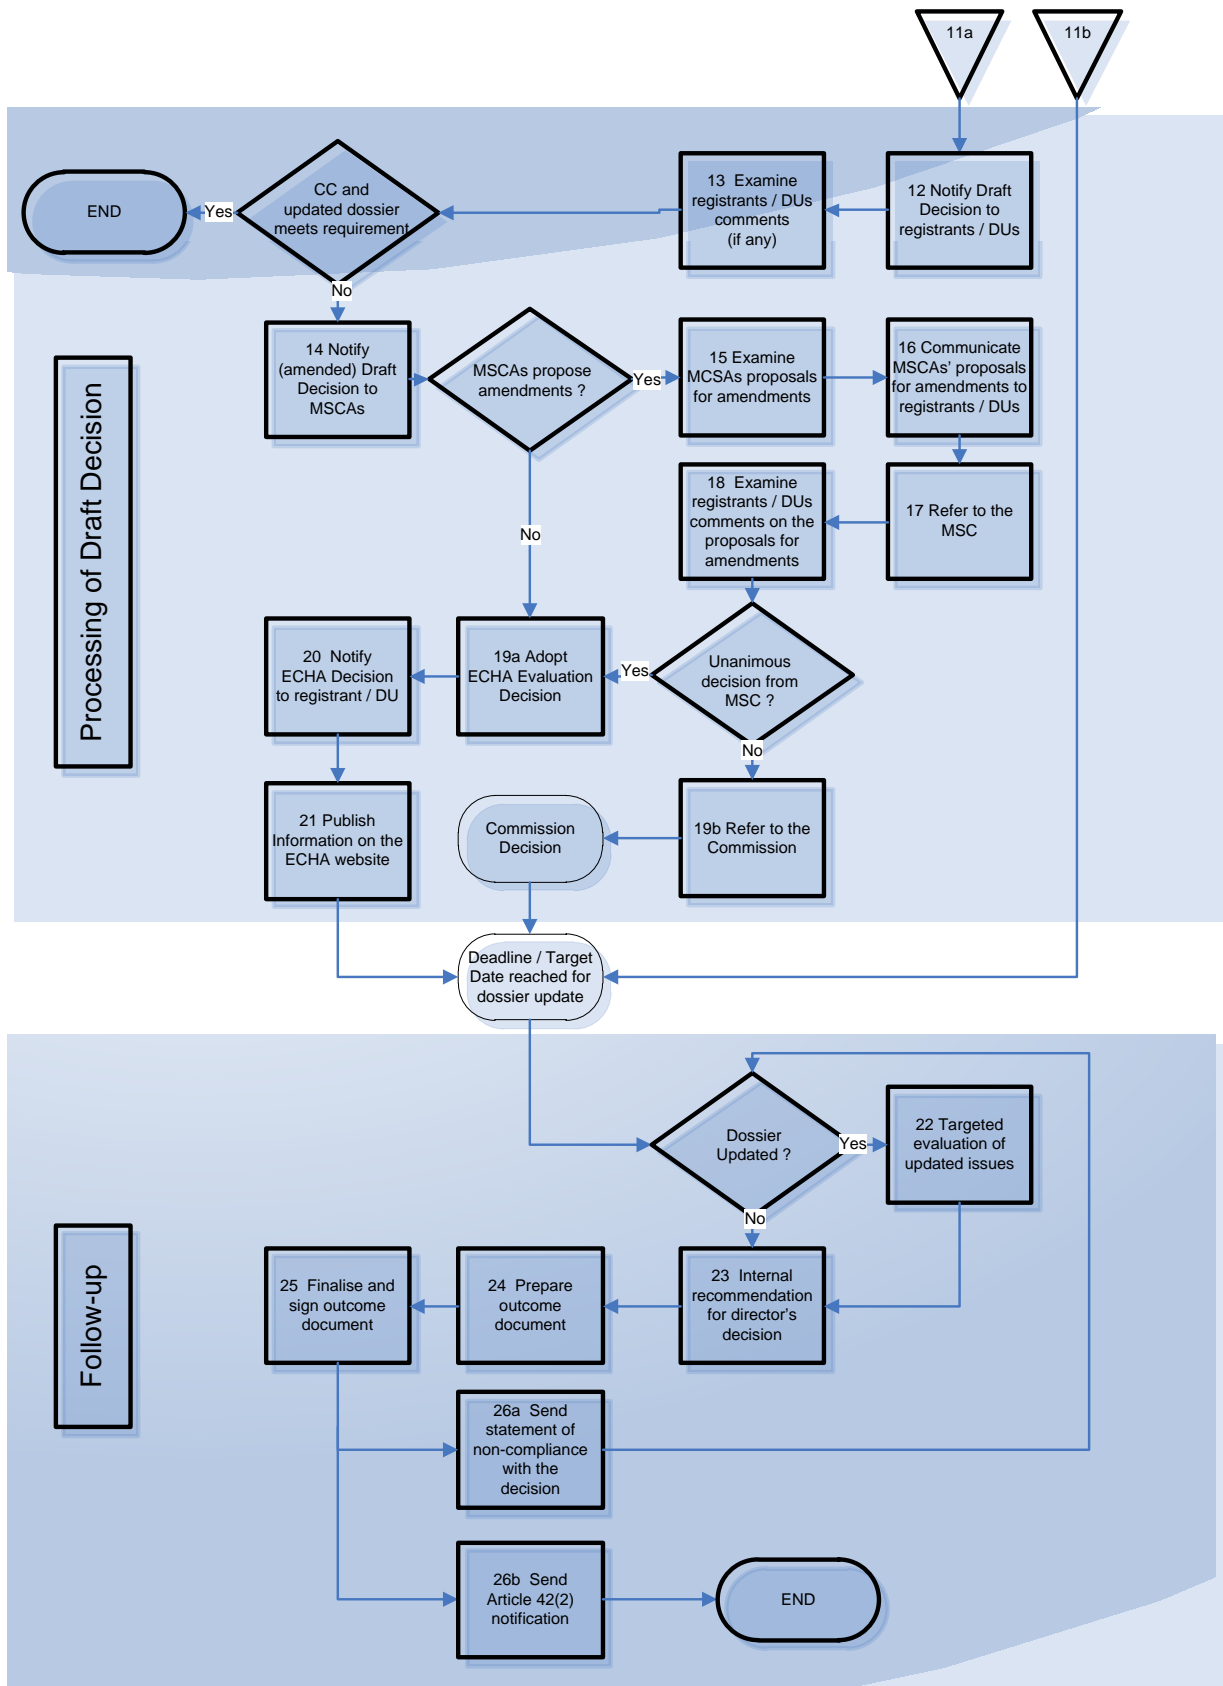 11a
11b
END
Yes
CC and
updated dossier
meets requirement
13 Examine
registrants / DUs
comments
(if any)
12 Notify Draft
Decision to
registrants / DUs
No
14 Notify
(amended) Draft
Decision to
MSCAs
MSCAs propose
amendments ?
Yes
15 Examine
MCSAs proposals
for amendments
16 Communicate
MSCAs' proposals
for amendments to
registrants / DUs
Processing of Draft Decision
No
18 Examine
registrants / DUs
comments on the
proposals for
amendments
17 Refer to the
MSC
20 Notify
ECHA Decision
to registrant / DU
19a Adopt
ECHA Evaluation
Decision
Yes
Unanimous
decision from
MSC ?
No
21 Publish
Information on the
ECHA website
Commission
Decision
19b Refer to the
Commission
Deadline / Target
Date reached for
dossier update
Dossier
Updated ?
Yes
22 Targeted
evaluation of
updated issues
No
Follow-up
25 Finalise and
sign outcome
document
24 Prepare
outcome
document
23 Internal
recommendation
for director's
decision
26a Send
statement of
non-compliance
with the
decision
26b Send
Article 42(2)
notification
END